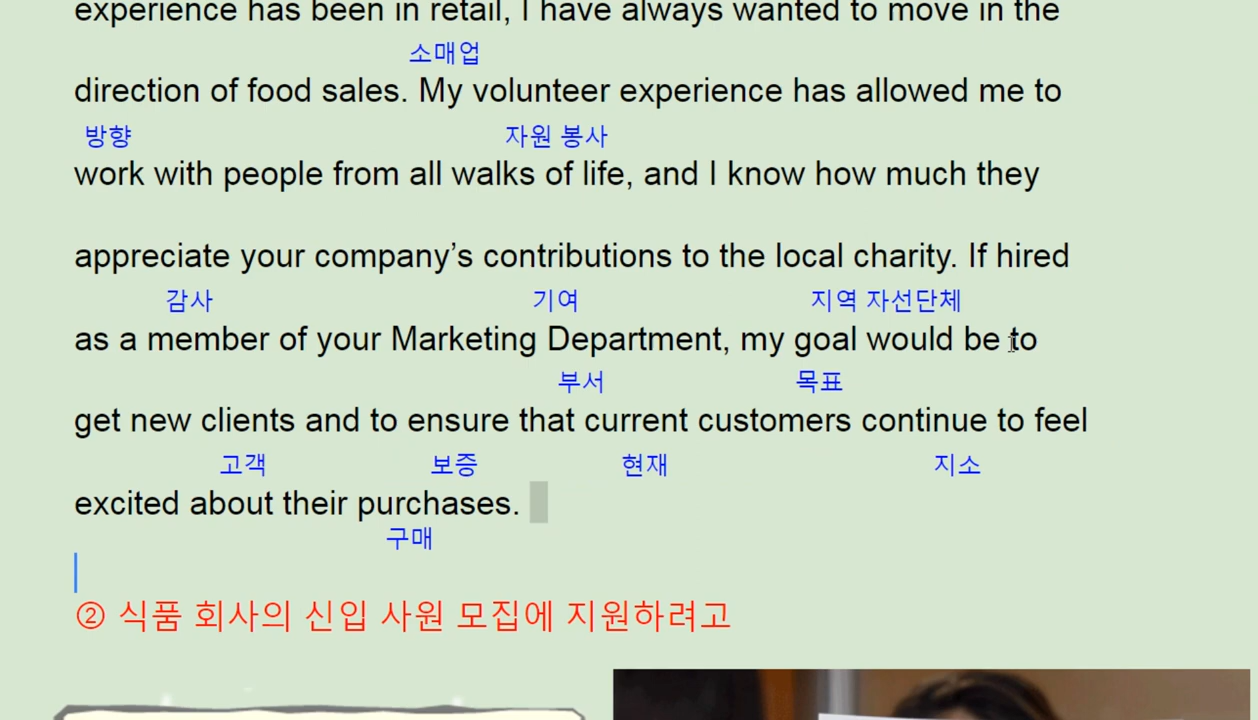 experience has been in retail, I have always wanted to move in the
소매업
direction of food sales. My volunteer experience has allowed me to
방향 자원 봉사
work with people from all walks of life, and I know how much they
appreciate your company’s contributions to the local charity. If hired
감사 기여 지역 자선단체
as a member of your Marketing Department, my goal would be to
부서 목표
get new clients and to ensure that current customers continue to feel
고객 보증 현재 지소
excited about their purchases.
구매
② 식품 회사의 신입 사원 모집에 지원하려고